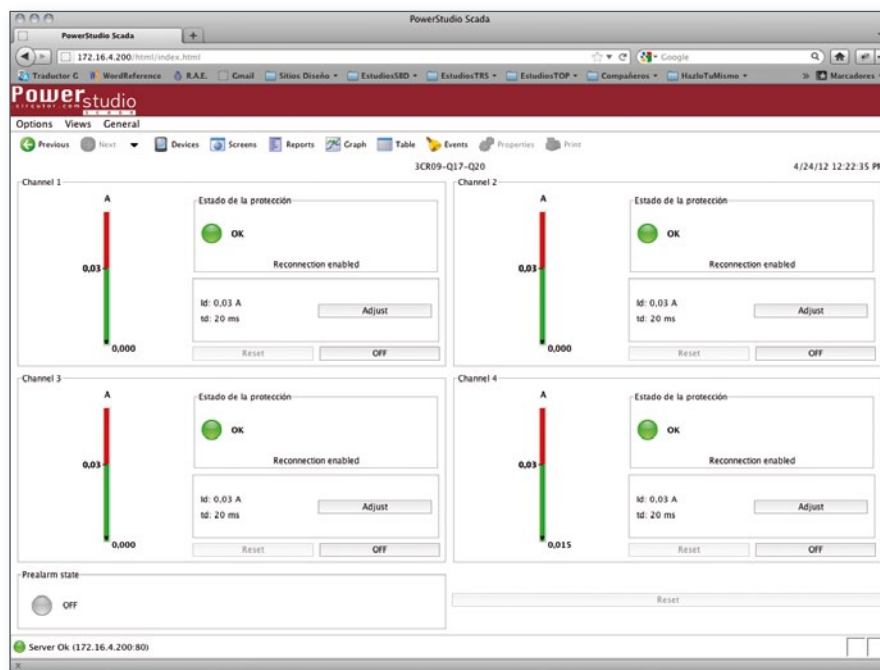 PowerStudio Scada
PowerStudio Scada
+
172.16.4.200/html/index.html
Google
Traductor G
WordReference
R.A.E.
Gmail
Sitios Diseño
EstudiosSBD
EstudiosTRS
EstudiosTOP
Compañeros
HazloTuMismo
»
Marcadores
Power studio
circutor.com SCADA
Options Views General
Previous Next Devices Screens Reports Graph Table Events Properties Print
3CR09-Q17-Q20
4/24/12 12:22:35 PM
Channel 1
A
0,03
0,000
Estado de la protección
OK
Reconnection enabled
Id: 0,03 A
td: 20 ms
Adjust
Reset
OFF
Channel 2
A
0,03
0,000
Estado de la protección
OK
Reconnection enabled
Id: 0,03 A
td: 20 ms
Adjust
Reset
OFF
Channel 3
A
0,03
0,000
Estado de la protección
OK
Reconnection enabled
Id: 0,03 A
td: 20 ms
Adjust
Reset
OFF
Channel 4
A
0,03
0,015
Estado de la protección
OK
Reconnection enabled
Id: 0,03 A
td: 20 ms
Adjust
Reset
OFF
Prealarm state
OFF
Reset
Server Ok (172.16.4.200:80)
x